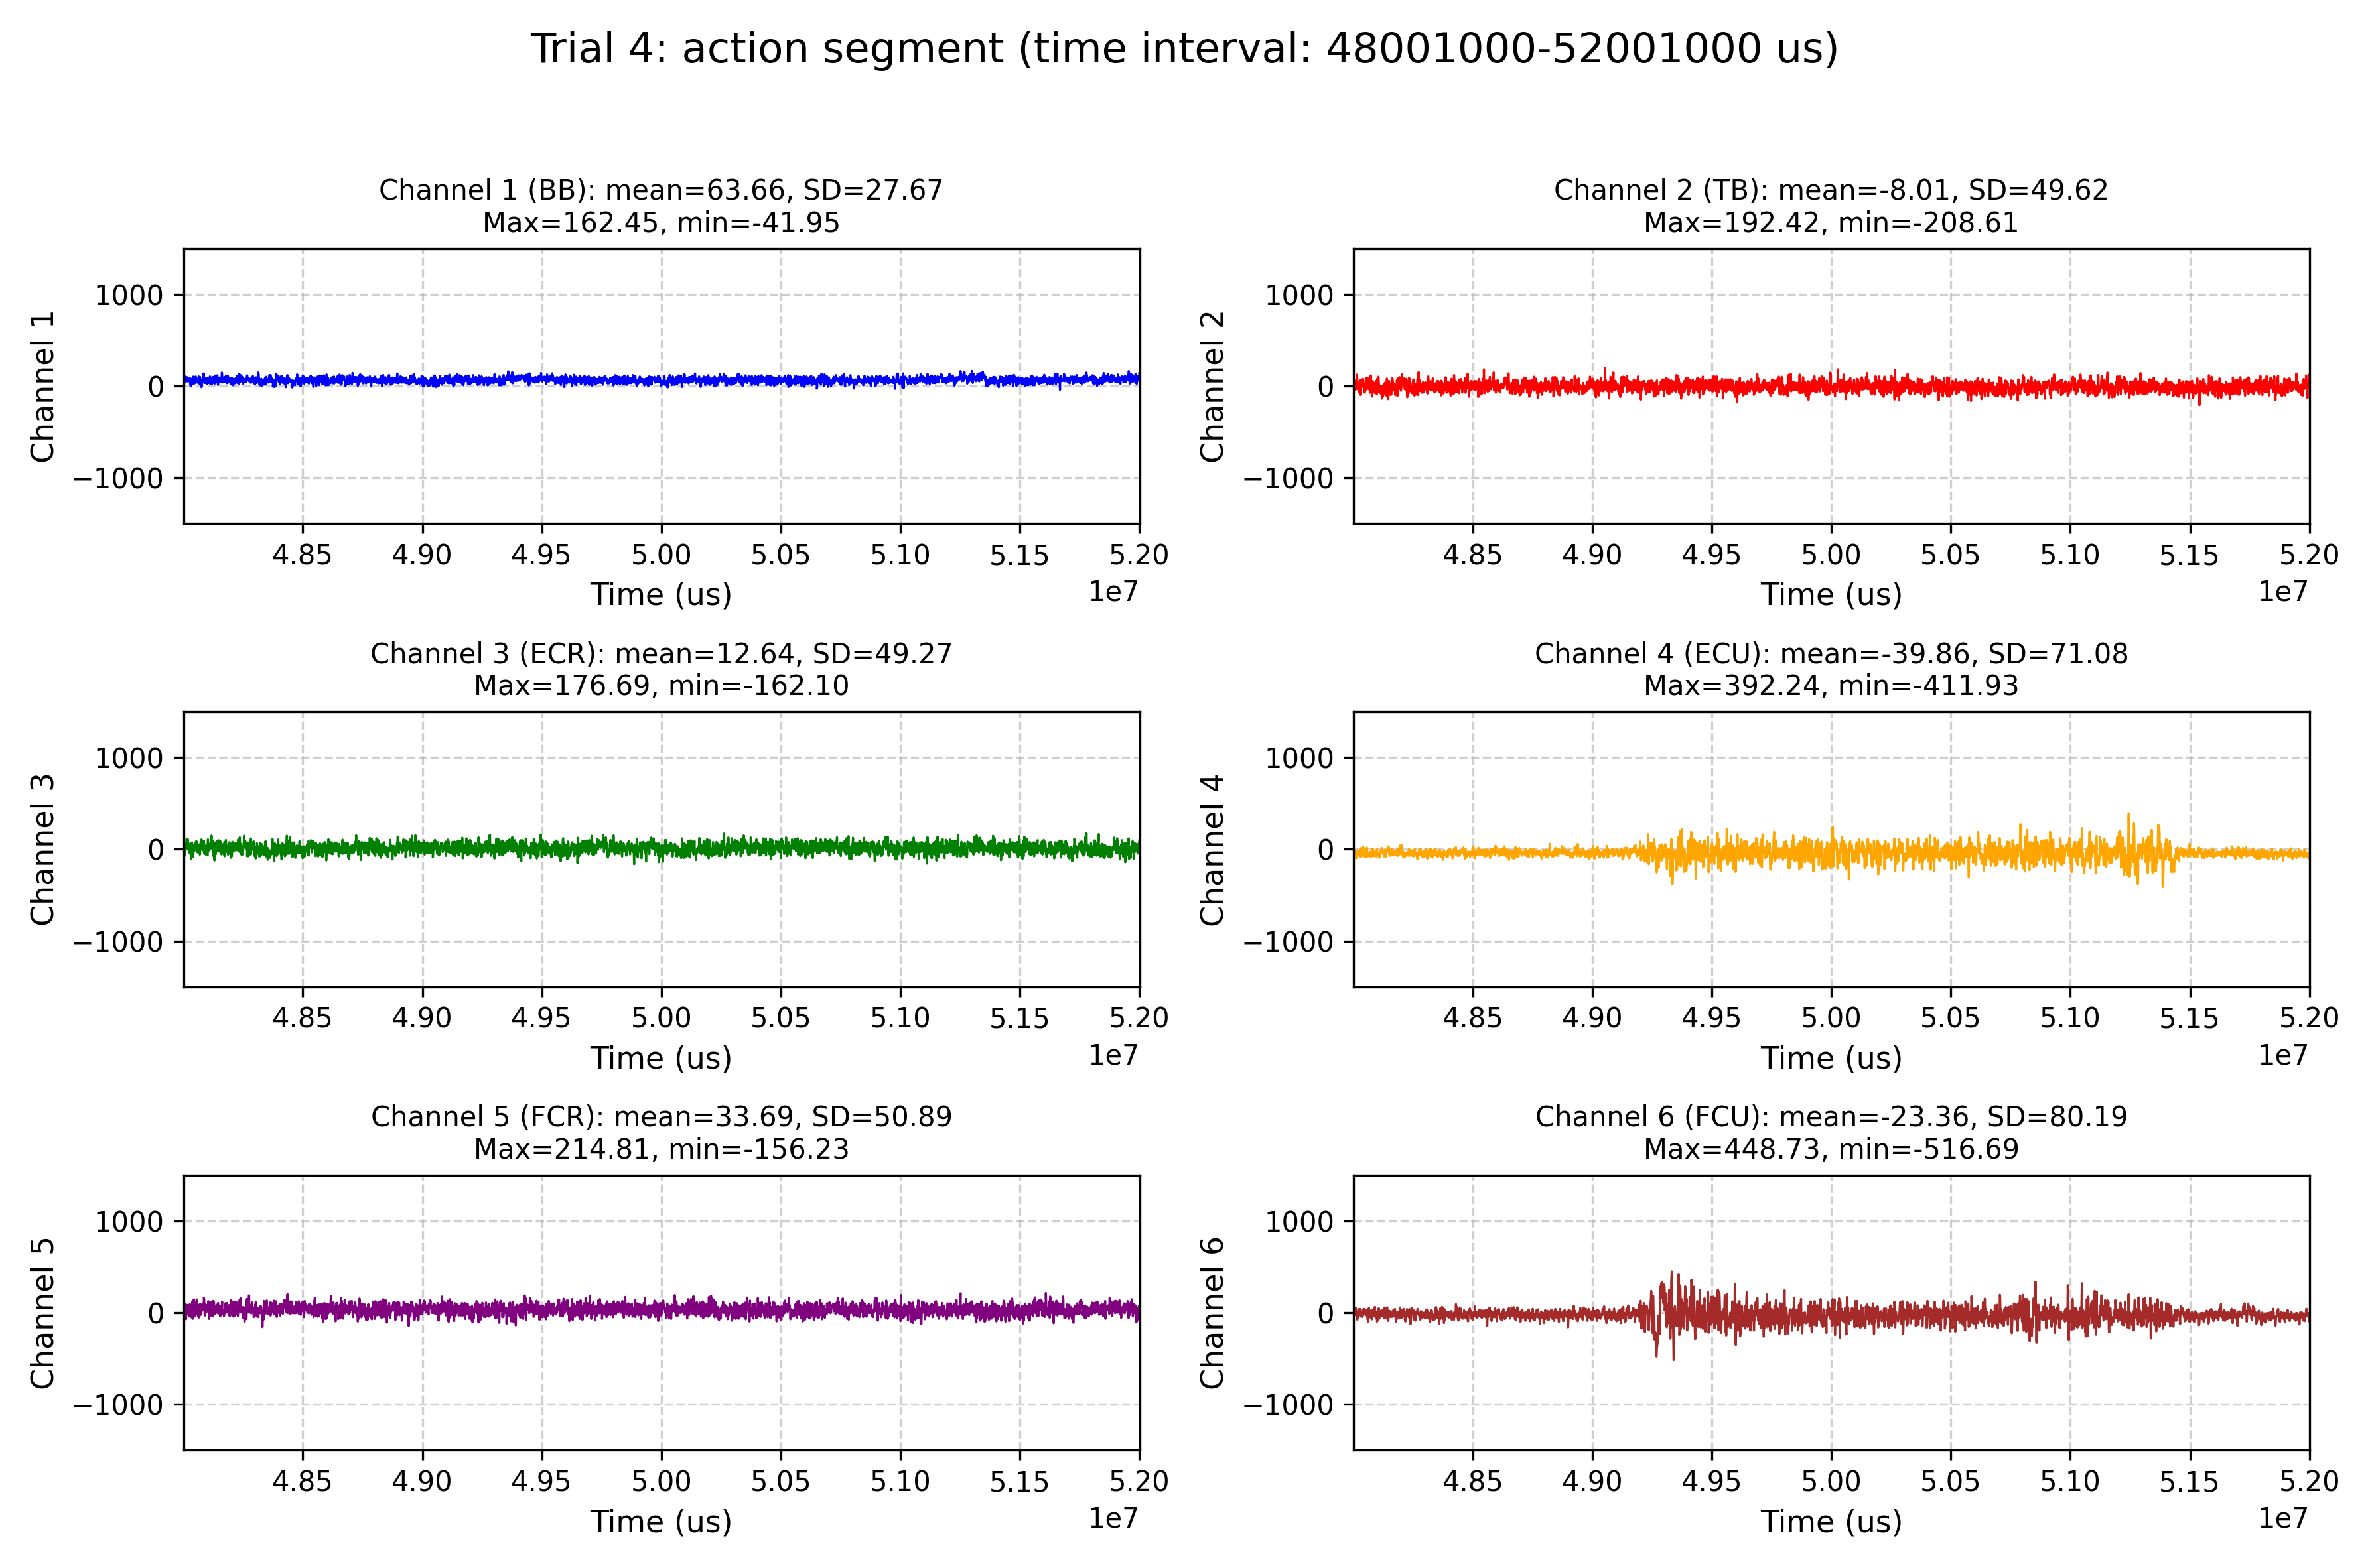 Trial 4: action segment (time interval: 48001000-52001000 us)
Channel 1 (BB): mean=63.66, SD=27.67
Max=162.45, min=-41.95
Channel 1
1000
0
−1000
4.85 4.90 4.95 5.00 5.05 5.10 5.15 5.20
Time (us)
1e7
Channel 2 (TB): mean=-8.01, SD=49.62
Max=192.42, min=-208.61
Channel 2
1000
0
−1000
4.85 4.90 4.95 5.00 5.05 5.10 5.15 5.20
Time (us)
1e7
Channel 3 (ECR): mean=12.64, SD=49.27
Max=176.69, min=-162.10
Channel 3
1000
0
−1000
4.85 4.90 4.95 5.00 5.05 5.10 5.15 5.20
Time (us)
1e7
Channel 4 (ECU): mean=-39.86, SD=71.08
Max=392.24, min=-411.93
Channel 4
1000
0
−1000
4.85 4.90 4.95 5.00 5.05 5.10 5.15 5.20
Time (us)
1e7
Channel 5 (FCR): mean=33.69, SD=50.89
Max=214.81, min=-156.23
Channel 5
1000
0
−1000
4.85 4.90 4.95 5.00 5.05 5.10 5.15 5.20
Time (us)
1e7
Channel 6 (FCU): mean=-23.36, SD=80.19
Max=448.73, min=-516.69
Channel 6
1000
0
−1000
4.85 4.90 4.95 5.00 5.05 5.10 5.15 5.20
Time (us)
1e7